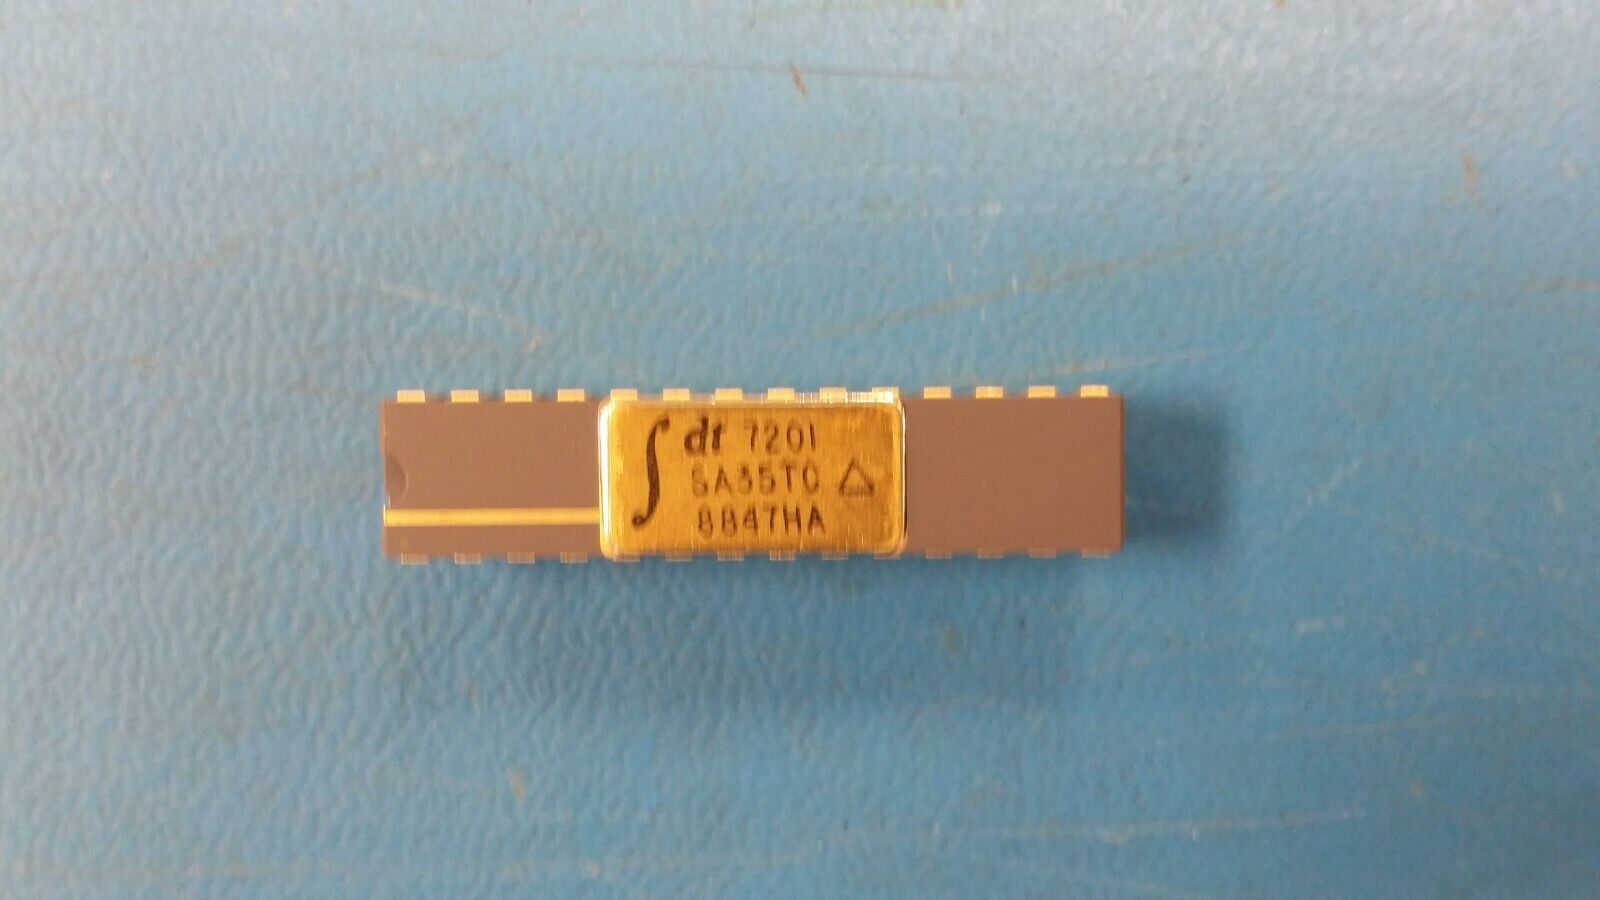 ∫dt 7201
SA35TC △
8847HA